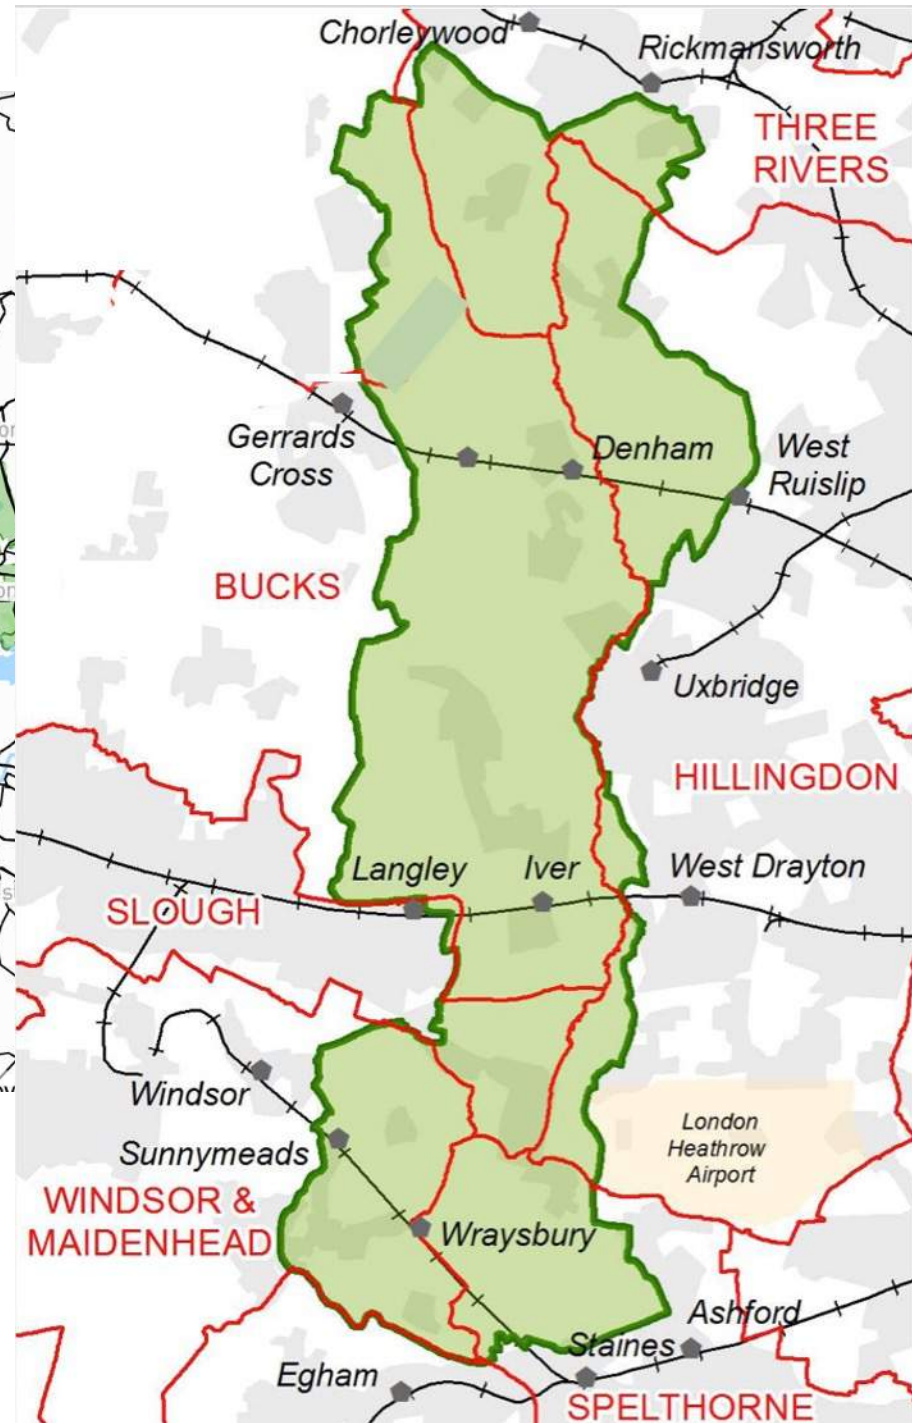 Chorleywood
Rickmansworth
THREE
RIVERS
Gerrards
Cross
Denham
West
Ruislip
BUCKS
Uxbridge
HILLINGDON
Langley
Iver
West Drayton
SLOUGH
Windsor
London
Heathrow
Airport
Sunnymeads
WINDSOR &
MAIDENHEAD
Wraysbury
Ashford
Staines
Egham
SPELTHORNE